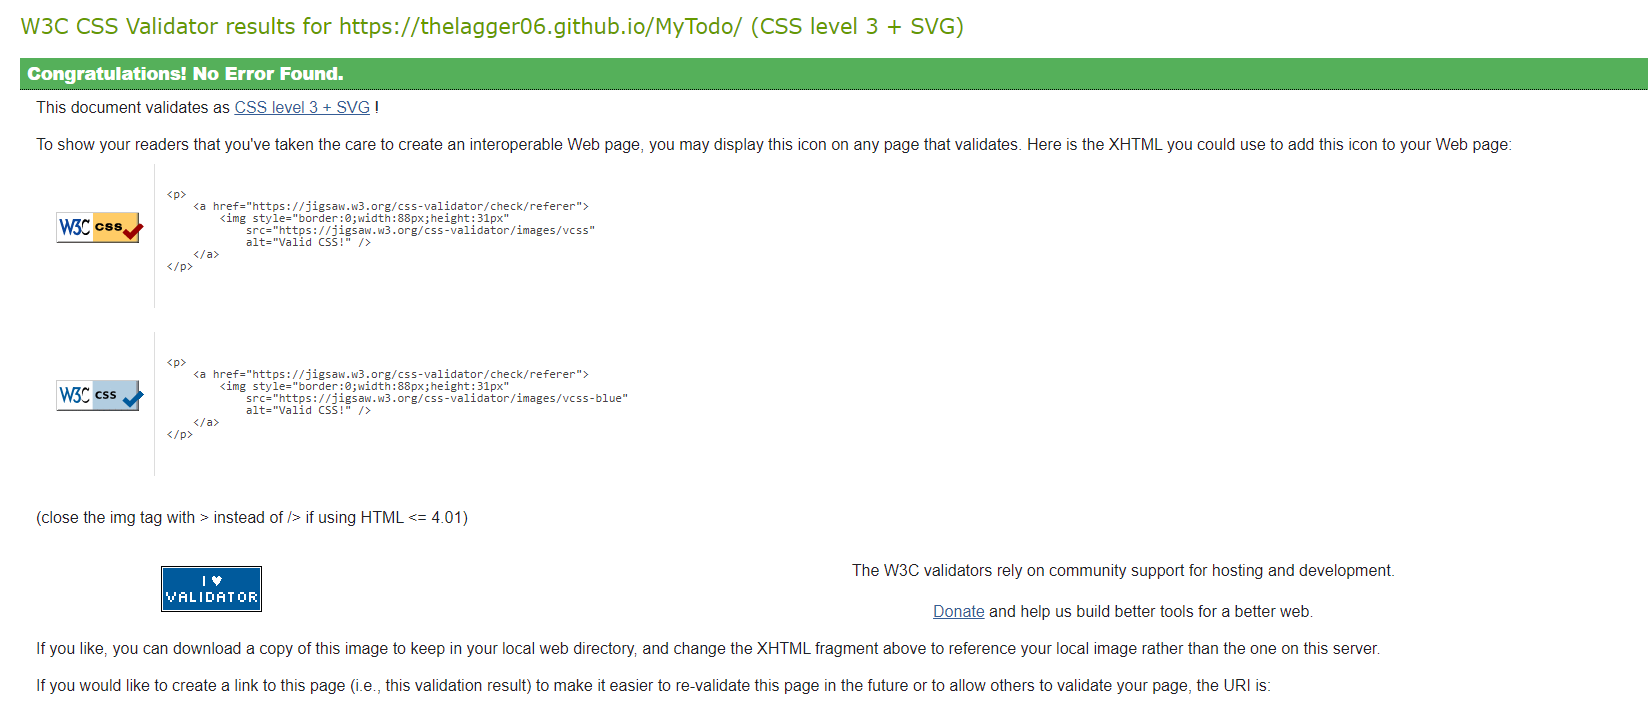 W3C CSS Validator results for https://thelagger06.github.io/MyTodo/ (CSS level 3 + SVG)
Congratulations! No Error Found.
This document validates as CSS level 3 + SVG !
To show your readers that you've taken the care to create an interoperable Web page, you may display this icon on any page that validates. Here is the XHTML you could use to add this icon to your Web page:
W3C css
<p>
<a href="https://jigsaw.w3.org/css-validator/check/referer">
<img style="border:0;width:88px;height:31px"
src="https://jigsaw.w3.org/css-validator/images/vcss"
alt="Valid CSS!" />
</a>
</p>
W3C css
<p>
<a href="https://jigsaw.w3.org/css-validator/check/referer">
<img style="border:0;width:88px;height:31px"
src="https://jigsaw.w3.org/css-validator/images/vcss-blue"
alt="Valid CSS!" />
</a>
</p>
(close the img tag with > instead of /> if using HTML <= 4.01)
I ♥
VALIDATOR
The W3C validators rely on community support for hosting and development.
Donate and help us build better tools for a better web.
If you like, you can download a copy of this image to keep in your local web directory, and change the XHTML fragment above to reference your local image rather than the one on this server.
If you would like to create a link to this page (i.e., this validation result) to make it easier to re-validate this page in the future or to allow others to validate your page, the URI is: